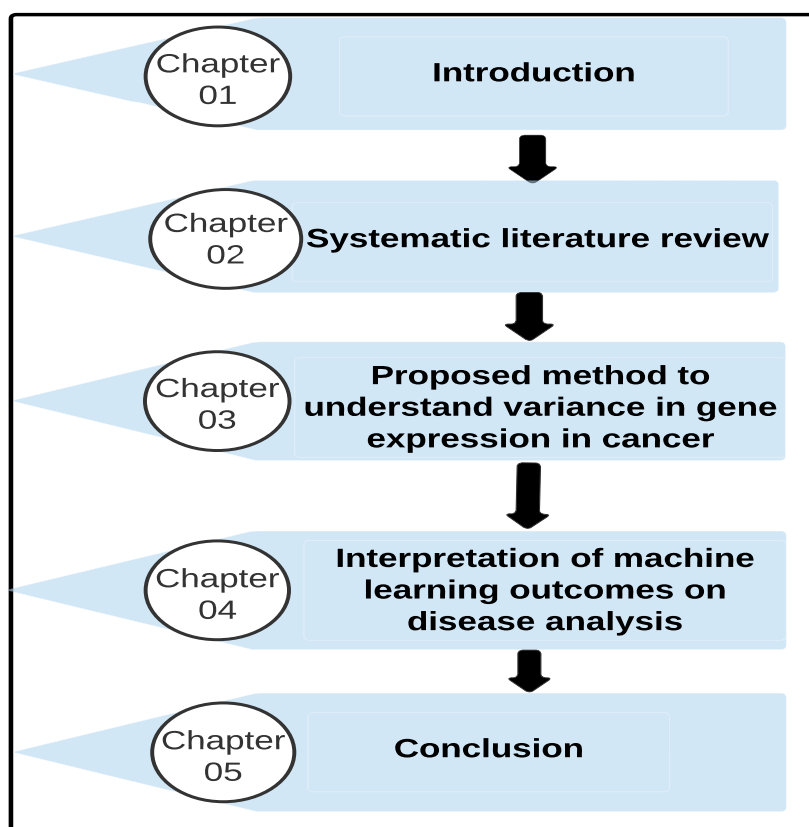 Chapter
01
Introduction
Chapter
02
Systematic literature review
Chapter
03
Proposed method to
understand variance in gene
expression in cancer
Chapter
04
Interpretation of machine
learning outcomes on
disease analysis
Chapter
05
Conclusion